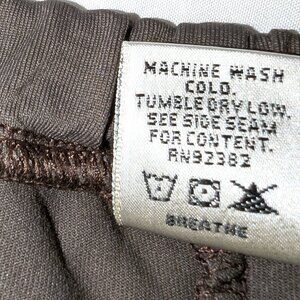 MACHINE WASH
COLD.
TUMBLE DRY LOW.
SEE SIDE SEAM
FOR CONTENT.
RN92382
BREATHE